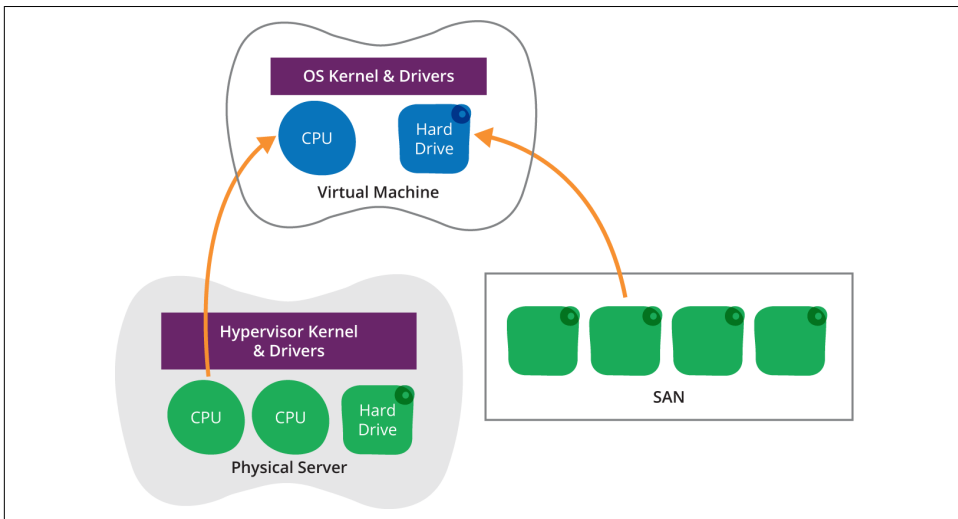 OS Kernel & Drivers
CPU
Hard
Drive
Virtual Machine
Hypervisor Kernel
& Drivers
CPU
CPU
Hard
Drive
Physical Server
SAN